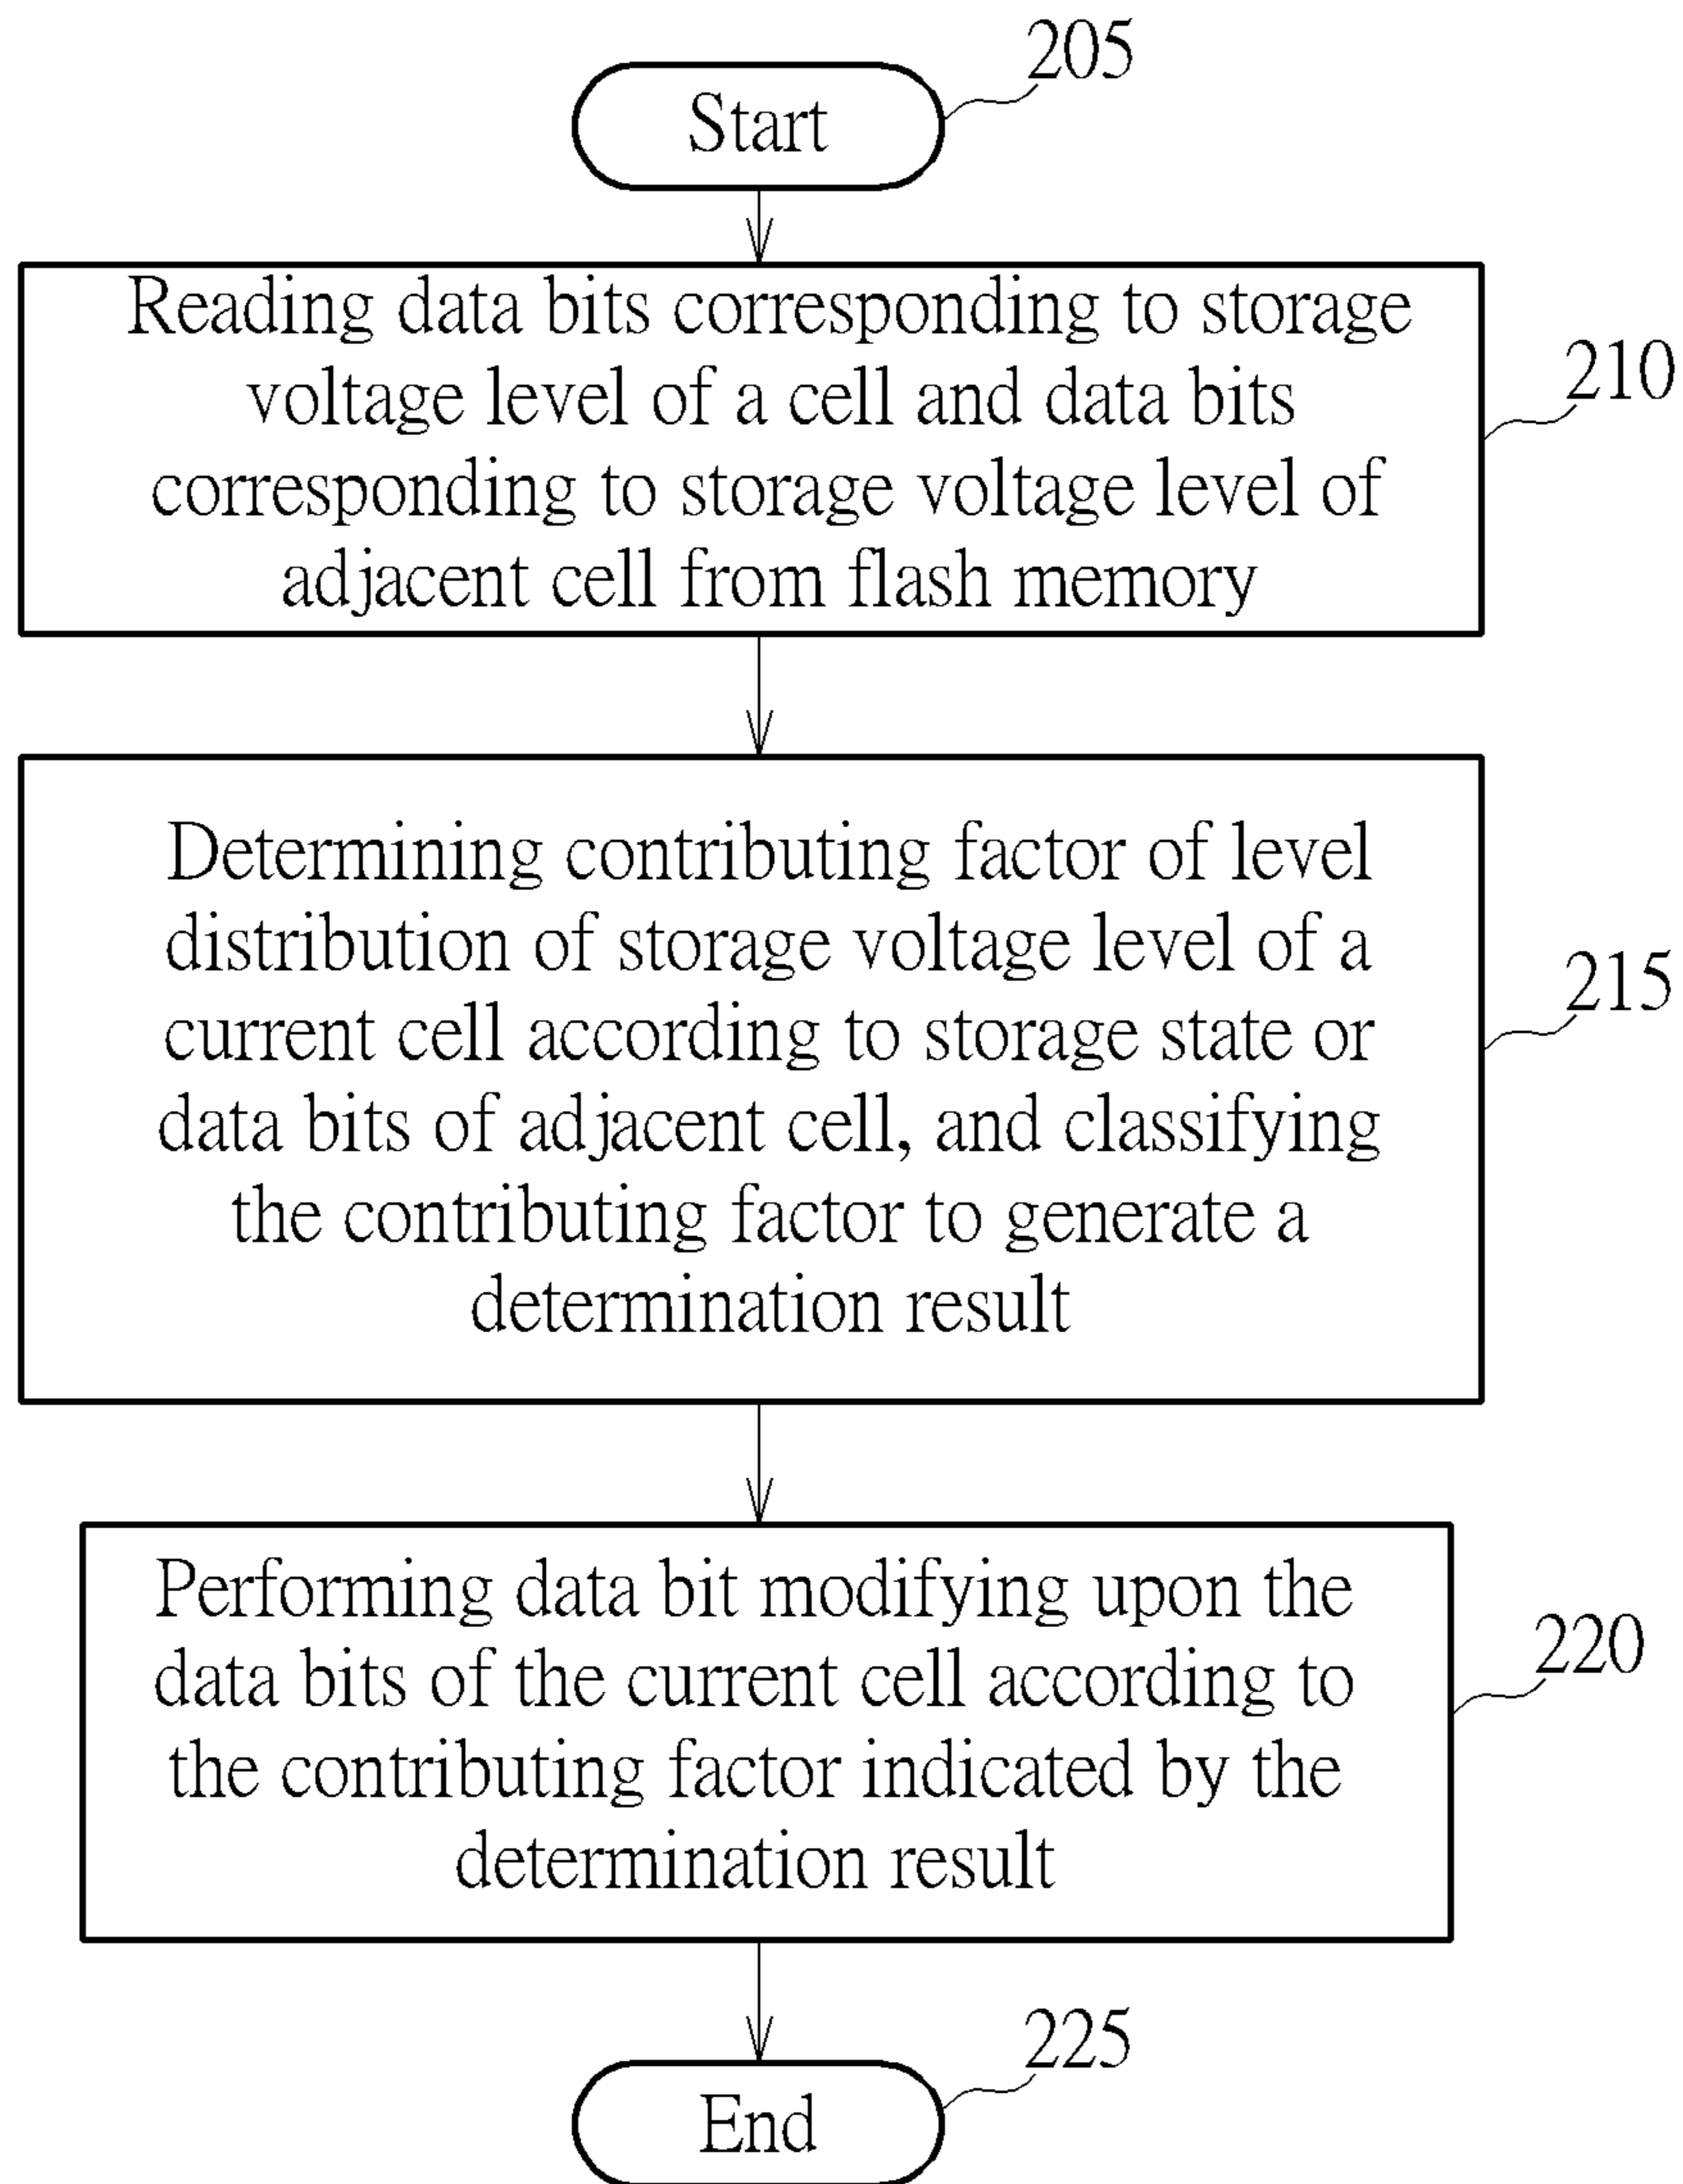 205
Start
Reading data bits corresponding to storage
voltage level of a cell and data bits
corresponding to storage voltage level of
adjacent cell from flash memory
210
Determining contributing factor of level
distribution of storage voltage level of a
current cell according to storage state or
data bits of adjacent cell, and classifying
the contributing factor to generate a
determination result
215
Performing data bit modifying upon the
data bits of the current cell according to
the contributing factor indicated by the
determination result
220
225
End